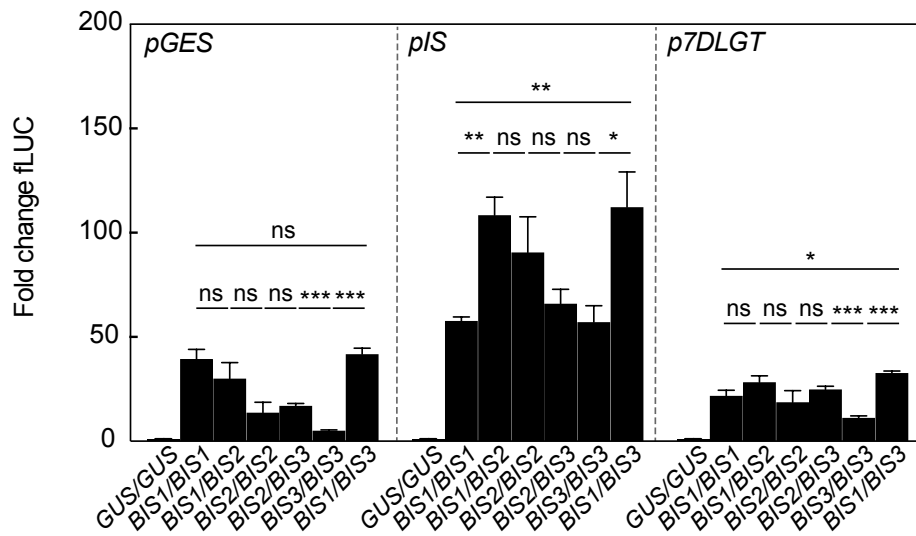 200
150
100
50
0
Fold change fLUC
pGES
pIS
p7DLGT
ns
ns ns ns *** ***
**
** ns ns ns *
*
ns ns ns *** ***
GUS/GUS
BIS1/BIS1
BIS1/BIS2
BIS2/BIS2
BIS2/BIS3
BIS3/BIS3
BIS1/BIS3
GUS/GUS
BIS1/BIS1
BIS1/BIS2
BIS2/BIS2
BIS2/BIS3
BIS3/BIS3
BIS1/BIS3
GUS/GUS
BIS1/BIS1
BIS1/BIS2
BIS2/BIS2
BIS2/BIS3
BIS3/BIS3
BIS1/BIS3